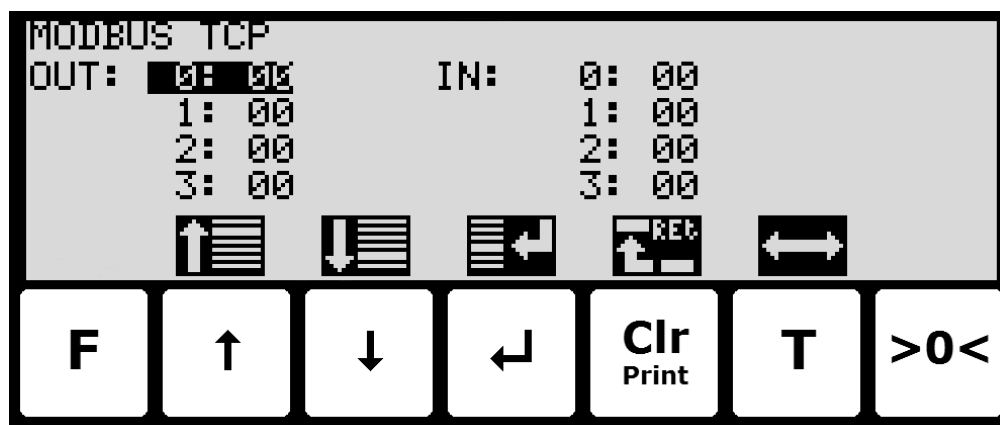 MODBUS TCP
OUT: 0: 00 IN: 0: 00
1: 00 1: 00
2: 00 2: 00
3: 00 3: 00
REt
F ↑ ↓ ↵ Clr T >0<
Print